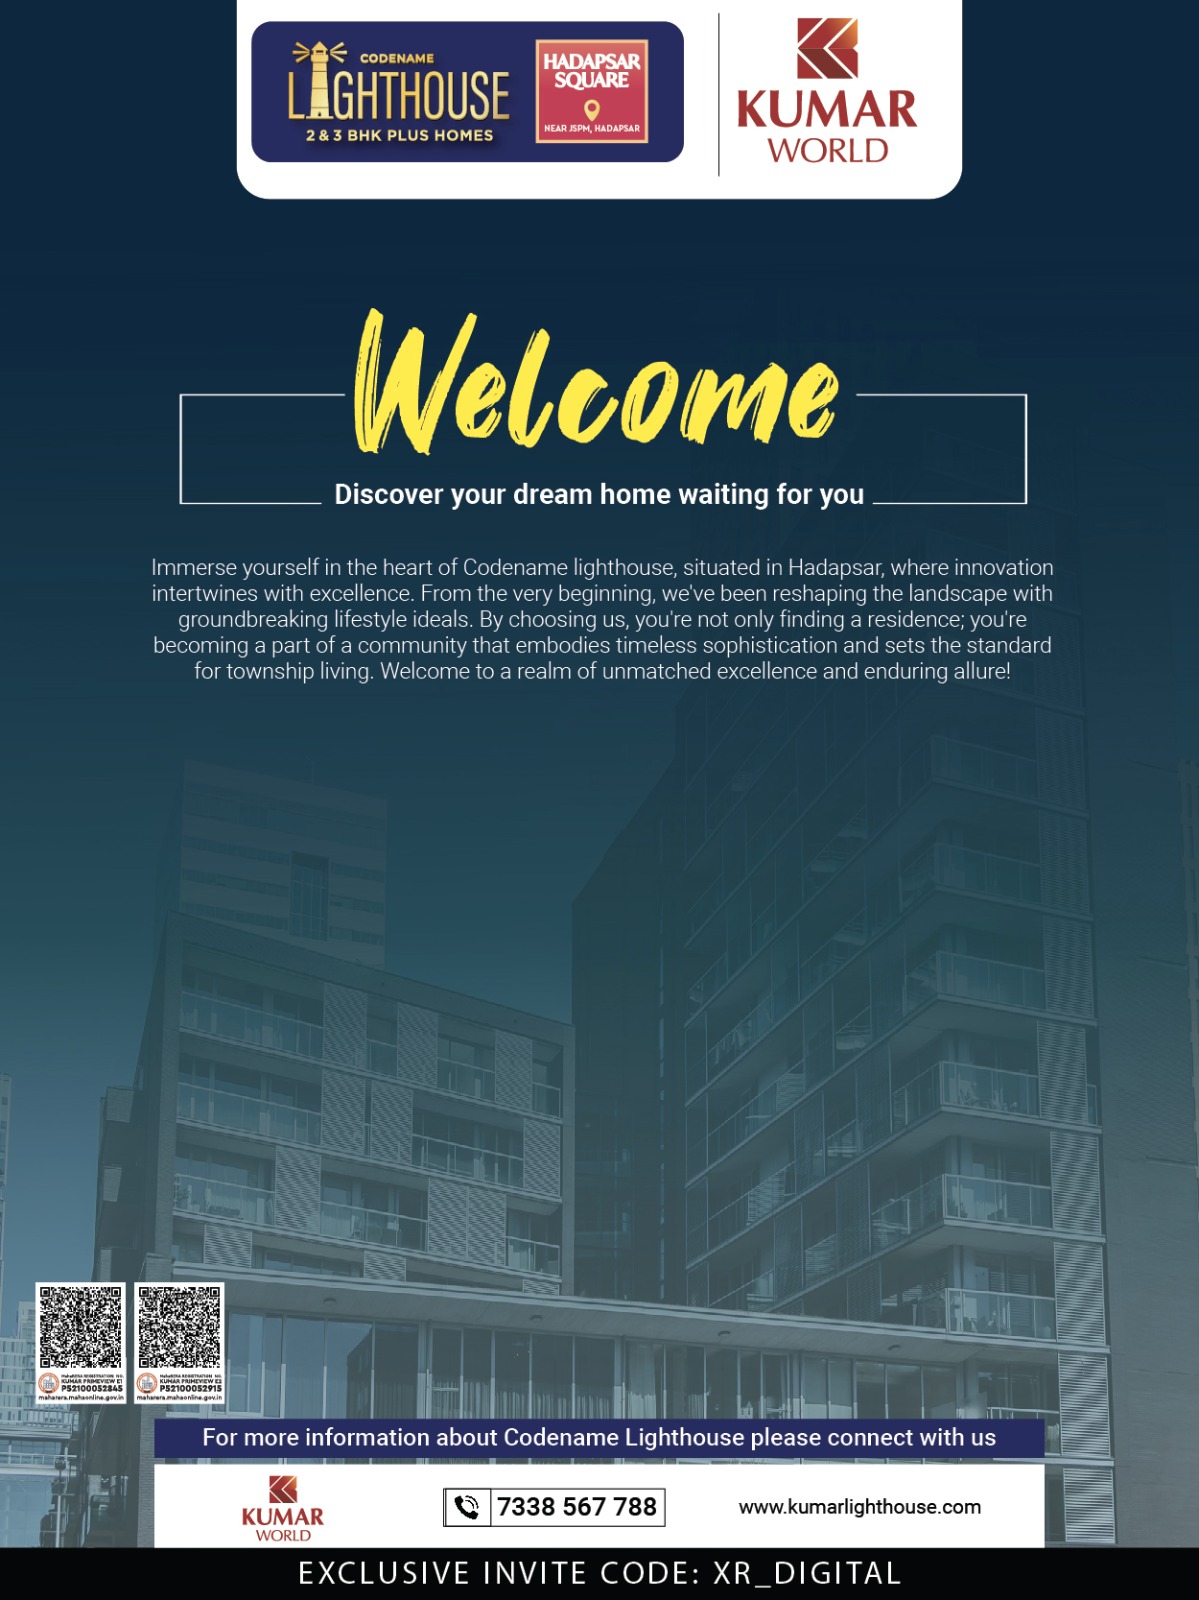 CODENAME
LIGHTHOUSE
2 & 3 BHK PLUS HOMES
HADAPSAR
SQUARE
NEAR JSPM, HADAPSAR
KUMAR
WORLD
Welcome
Discover your dream home waiting for you
Immerse yourself in the heart of Codename lighthouse, situated in Hadapsar, where innovation
intertwines with excellence. From the very beginning, we've been reshaping the landscape with
groundbreaking lifestyle ideals. By choosing us, you're not only finding a residence; you're
becoming a part of a community that embodies timeless sophistication and sets the standard
for township living. Welcome to a realm of unmatched excellence and enduring allure!
MahaRERA REGISTRATION NO.
KUMAR PRIMEVIEW E1
P52100052845
maharera.mahaonline.gov.in
MahaRERA REGISTRATION NO.
KUMAR PRIMEVIEW E2
P52100052915
maharera.mahaonline.gov.in
For more information about Codename Lighthouse please connect with us
KUMAR
WORLD
7338 567 788
www.kumarlighthouse.com
EXCLUSIVE INVITE CODE: XR_DIGITAL